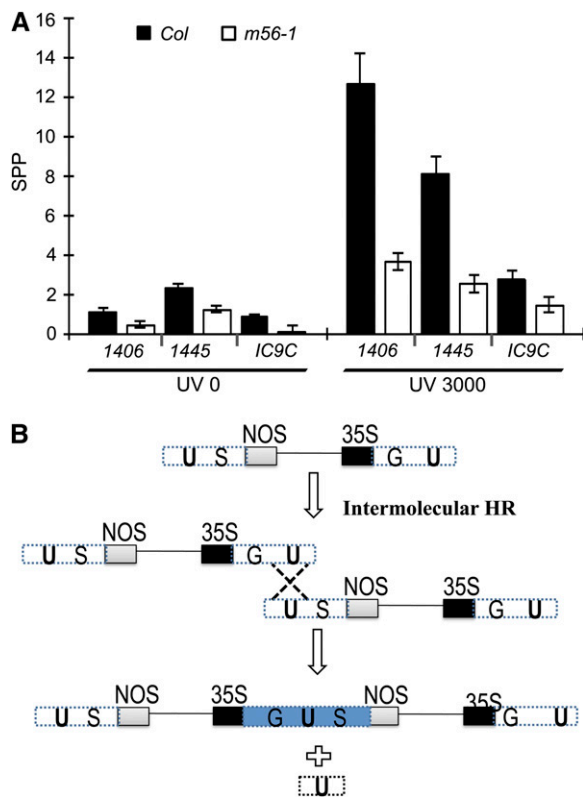 A
16
Col m56-1
14
12
10
SPP
8
6
4
2
0
1406 1445 IC9C 1406 1445 IC9C
UV 0 UV 3000
B
NOS 35S
U S G U
Intermolecular HR
NOS 35S
U S G U
NOS 35S
U S G U
NOS 35S NOS 35S
U S G U S G U
U